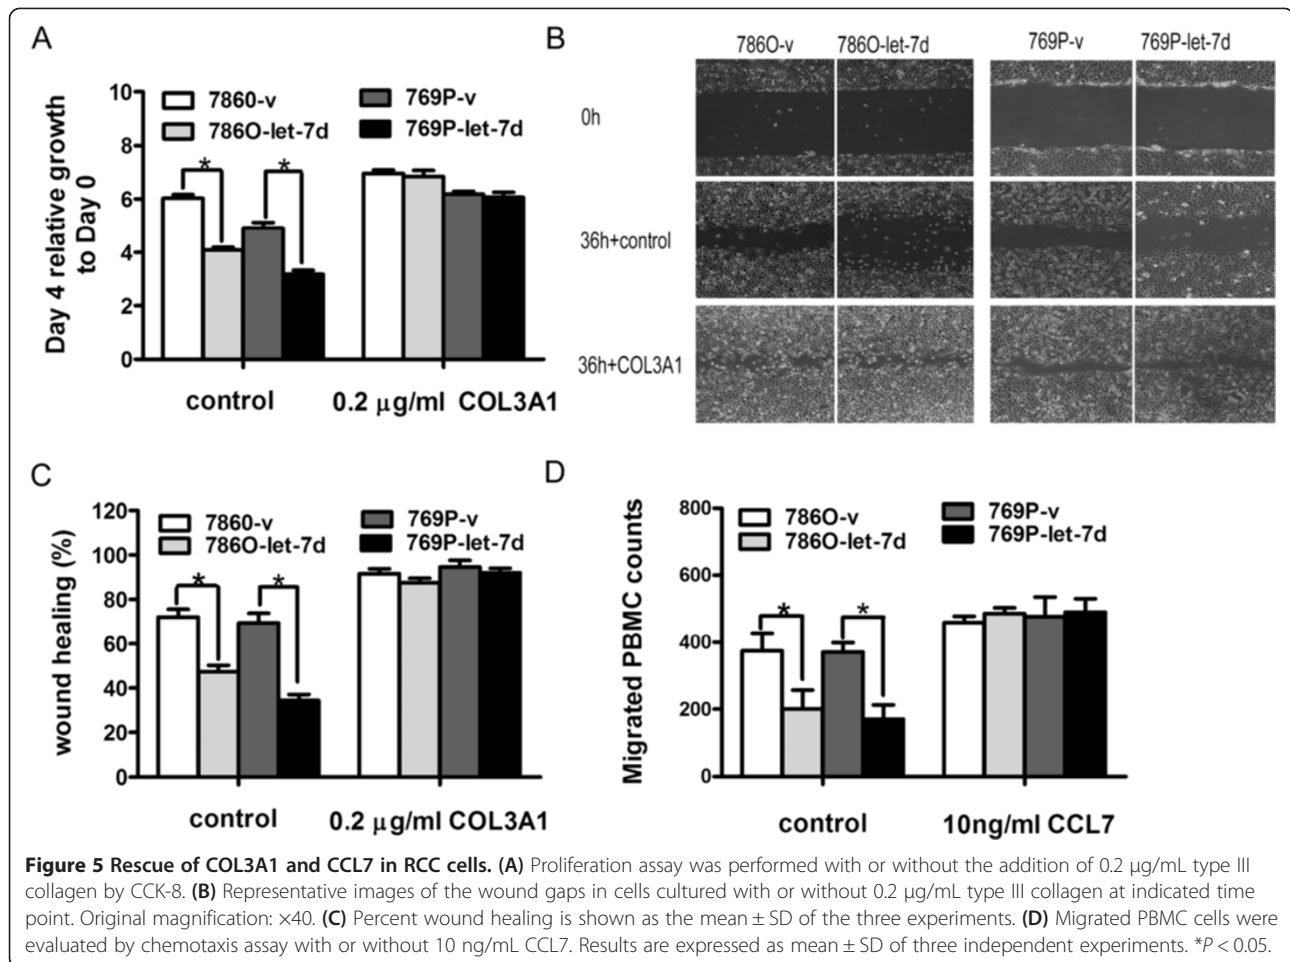 A
Day 4 relative growth
to Day 0
10
8
6
4
2
0
7860-v
786O-let-7d
769P-v
769P-let-7d
*
*
control
0.2 μg/ml COL3A1
B
786O-v
786O-let-7d
769P-v
769P-let-7d
0h
36h+control
36h+COL3A1
C
wound healing (%)
120
100
80
60
40
20
0
7860-v
786O-let-7d
769P-v
769P-let-7d
*
*
control
0.2 μg/ml COL3A1
D
Migrated PBMC counts
800
600
400
200
0
786O-v
786O-let-7d
769P-v
769P-let-7d
*
*
control
10ng/ml CCL7
Figure 5 Rescue of COL3A1 and CCL7 in RCC cells. (A) Proliferation assay was performed with or without the addition of 0.2 μg/mL type III
collagen by CCK-8. (B) Representative images of the wound gaps in cells cultured with or without 0.2 μg/mL type III collagen at indicated time
point. Original magnification: ×40. (C) Percent wound healing is shown as the mean ± SD of the three experiments. (D) Migrated PBMC cells were
evaluated by chemotaxis assay with or without 10 ng/mL CCL7. Results are expressed as mean ± SD of three independent experiments. *P < 0.05.